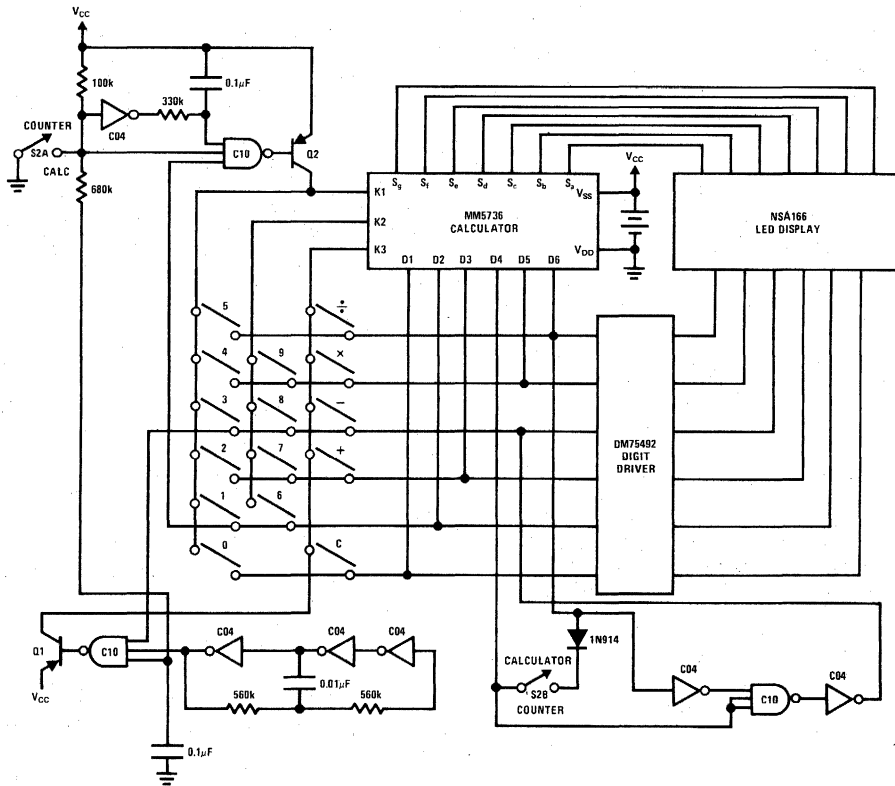 VCC
100k
0.1µF
330k
C04
COUNTER
S2A
CALC
680k
C10
Q2
K1
K2
K3
Sg Sf Se Sd Sc Sb Sa
MM5736
CALCULATOR
VSS
VDD
D1 D2 D3 D4 D5 D6
VCC
NSA166
LED DISPLAY
5 ÷
4 9 ×
3 8 −
2 7 +
1 6
0 C
DM75492
DIGIT
DRIVER
Q1
C10
VCC
C04
C04
C04
0.01µF
560k
560k
0.1µF
1N914
CALCULATOR
S2B
COUNTER
C04
C10
C04